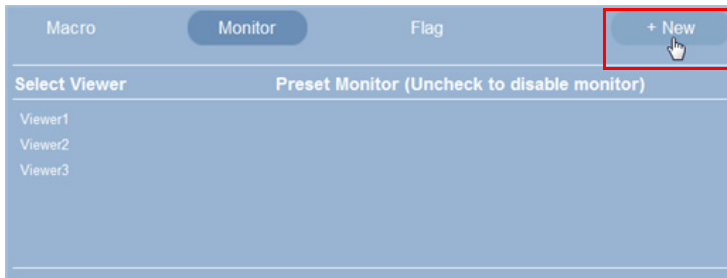 Macro Monitor Flag + New
Select Viewer Preset Monitor (Uncheck to disable monitor)
Viewer1
Viewer2
Viewer3